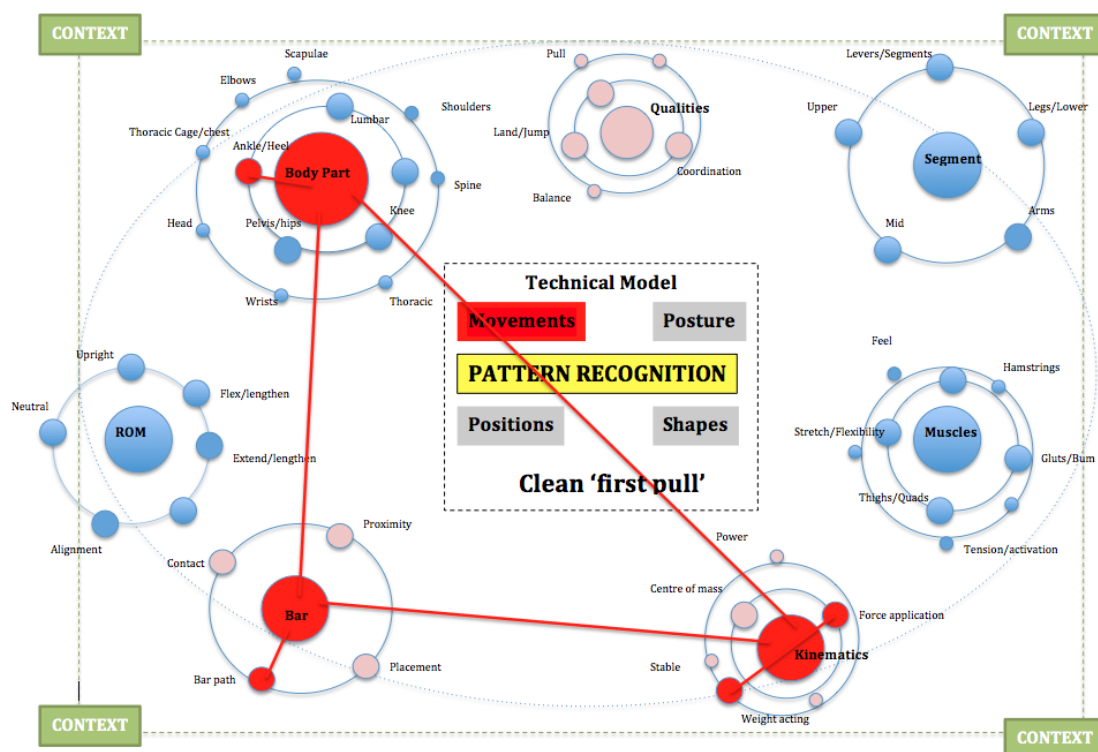 CONTEXT
CONTEXT
Scapulae
Elbows
Shoulders
Thoracic Cage/chest
Lumbar
Ankle/Heel
Body Part
Spine
Head
Pelvis/hips
Knee
Wrists
Thoracic
Pull
Qualities
Land/Jump
Coordination
Balance
Levers/Segments
Upper
Legs/Lower
Segment
Mid
Arms
Technical Model
Movements
Posture
PATTERN RECOGNITION
Positions
Shapes
Clean ‘first pull’
Upright
Neutral
Flex/lengthen
ROM
Extend/lengthen
Alignment
Feel
Hamstrings
Stretch/Flexibility
Muscles
Gluts/Bum
Thighs/Quads
Tension/activation
Proximity
Contact
Bar
Placement
Bar path
Power
Centre of mass
Force application
Stable
Kinematics
Weight acting
CONTEXT
CONTEXT